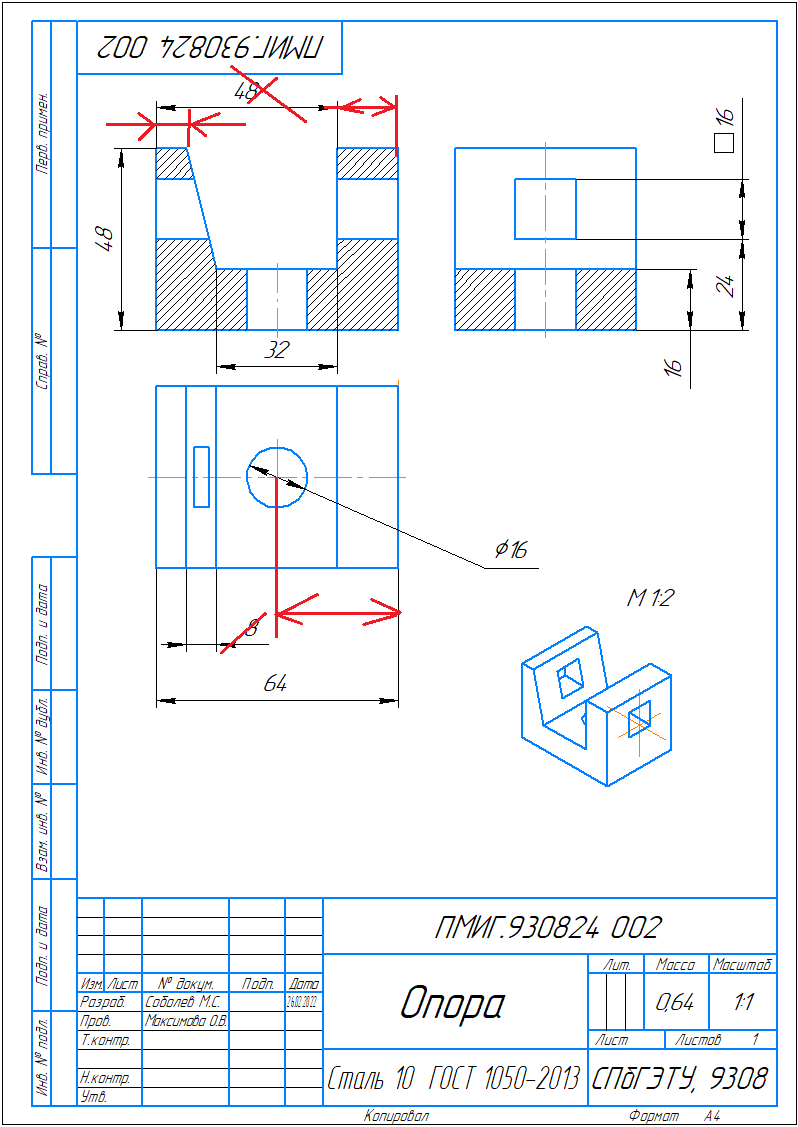 ПМИГ.930824 002
48
□16
48
24
16
32
⌀16
М 1:2
8
64
Перв. примен.
Справ. №
Подп. и дата
Инв. № дубл.
Взам. инв. №
Подп. и дата
Инв. № подл.
ПМИГ.930824 002
Изм. Лист № докум. Подп. Дата
Разраб. Соболев М.С. 26.02.2022
Пров. Максимова О.В.
Т.контр.
Н.контр.
Утв.
Опора
Лит. Масса Масштаб
0,64 1:1
Лист Листов 1
Сталь 10 ГОСТ 1050-2013
СПбГЭТУ, 9308
Копировал Формат А4